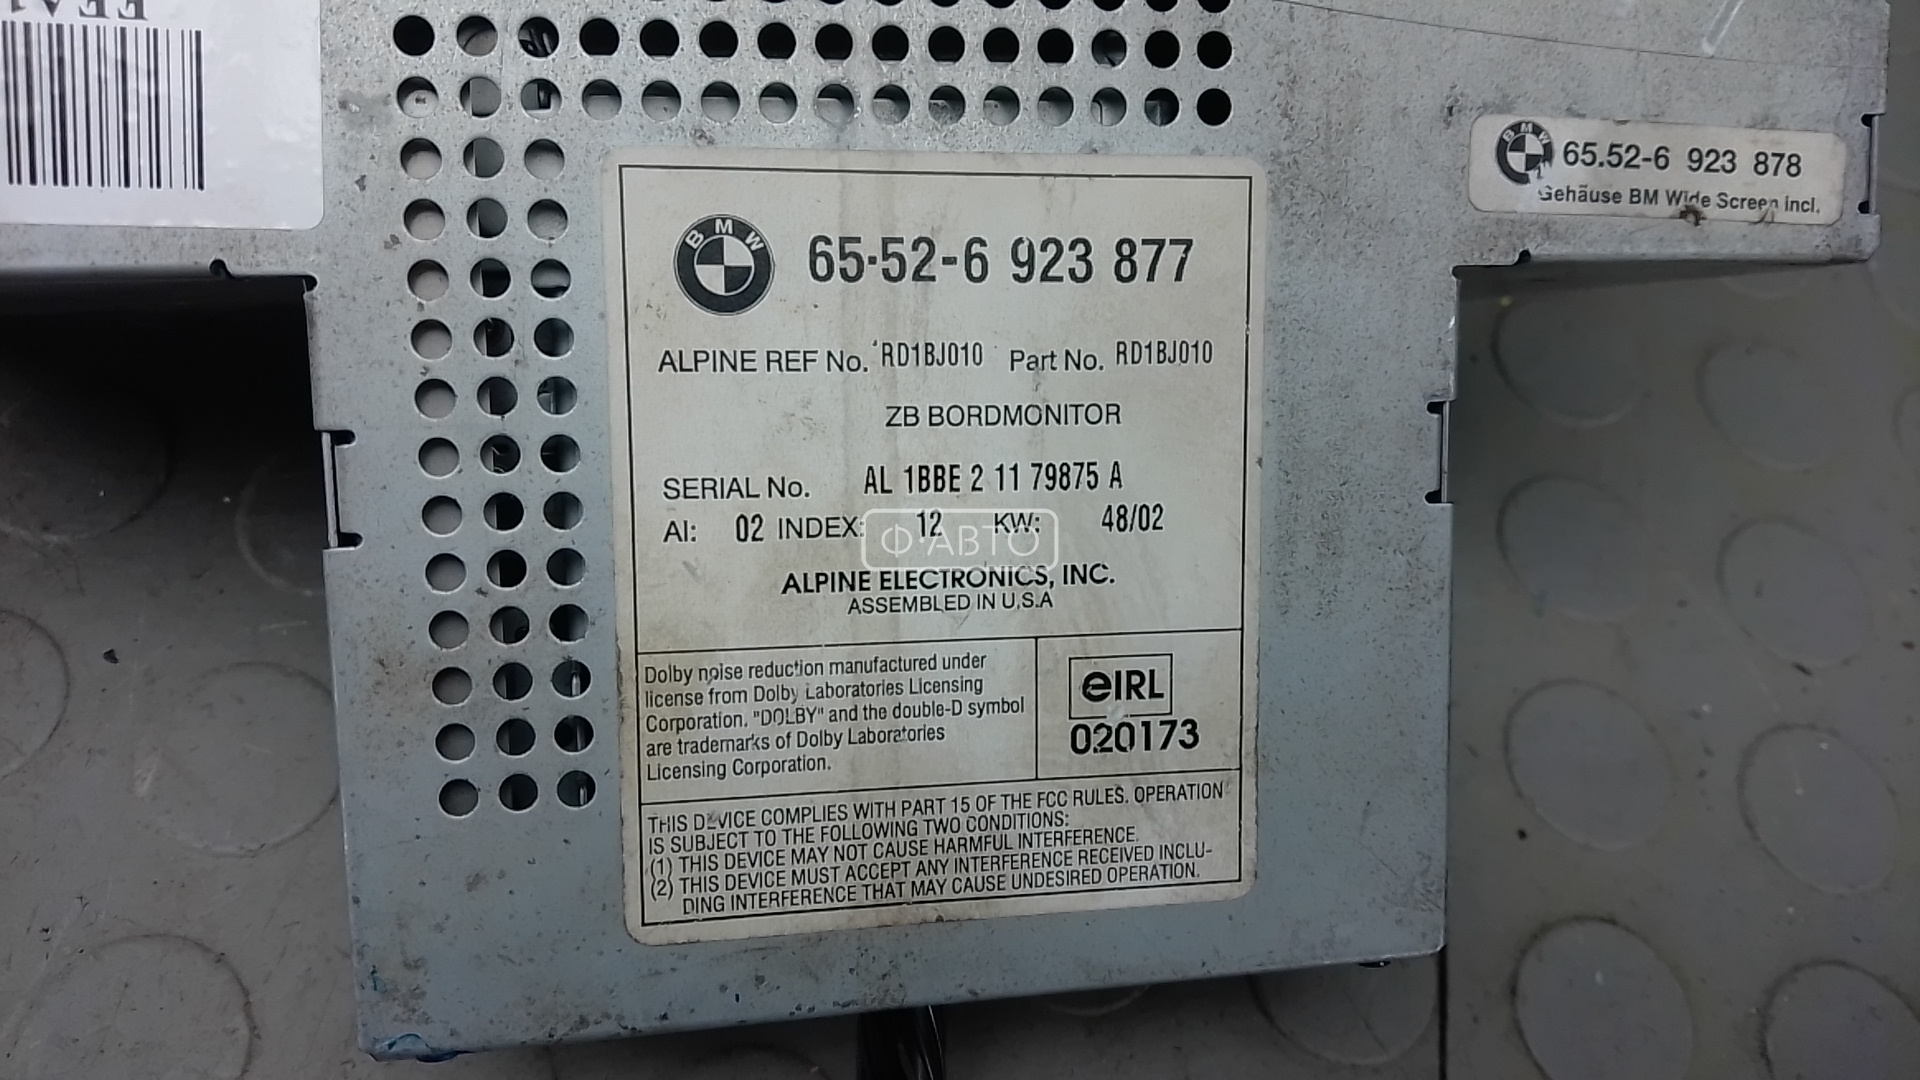 BMW 65.52-6 923 878
Gehäuse BM Wide Screen incl.
BMW 65·52-6 923 877
ALPINE REF No. RD1BJ010 Part No. RD1BJ010
ZB BORDMONITOR
SERIAL No. AL 1BBE 2 11 79875 A
AI: 02 INDEX: 12 KW: 48/02
Ф·АВТО
ALPINE ELECTRONICS, INC.
ASSEMBLED IN U.S.A
Dolby noise reduction manufactured under
license from Dolby Laboratories Licensing
Corporation. "DOLBY" and the double-D symbol
are trademarks of Dolby Laboratories
Licensing Corporation.
eIRL
020173
THIS DEVICE COMPLIES WITH PART 15 OF THE FCC RULES. OPERATION
IS SUBJECT TO THE FOLLOWING TWO CONDITIONS:
(1) THIS DEVICE MAY NOT CAUSE HARMFUL INTERFERENCE.
(2) THIS DEVICE MUST ACCEPT ANY INTERFERENCE RECEIVED INCLU-
DING INTERFERENCE THAT MAY CAUSE UNDESIRED OPERATION.